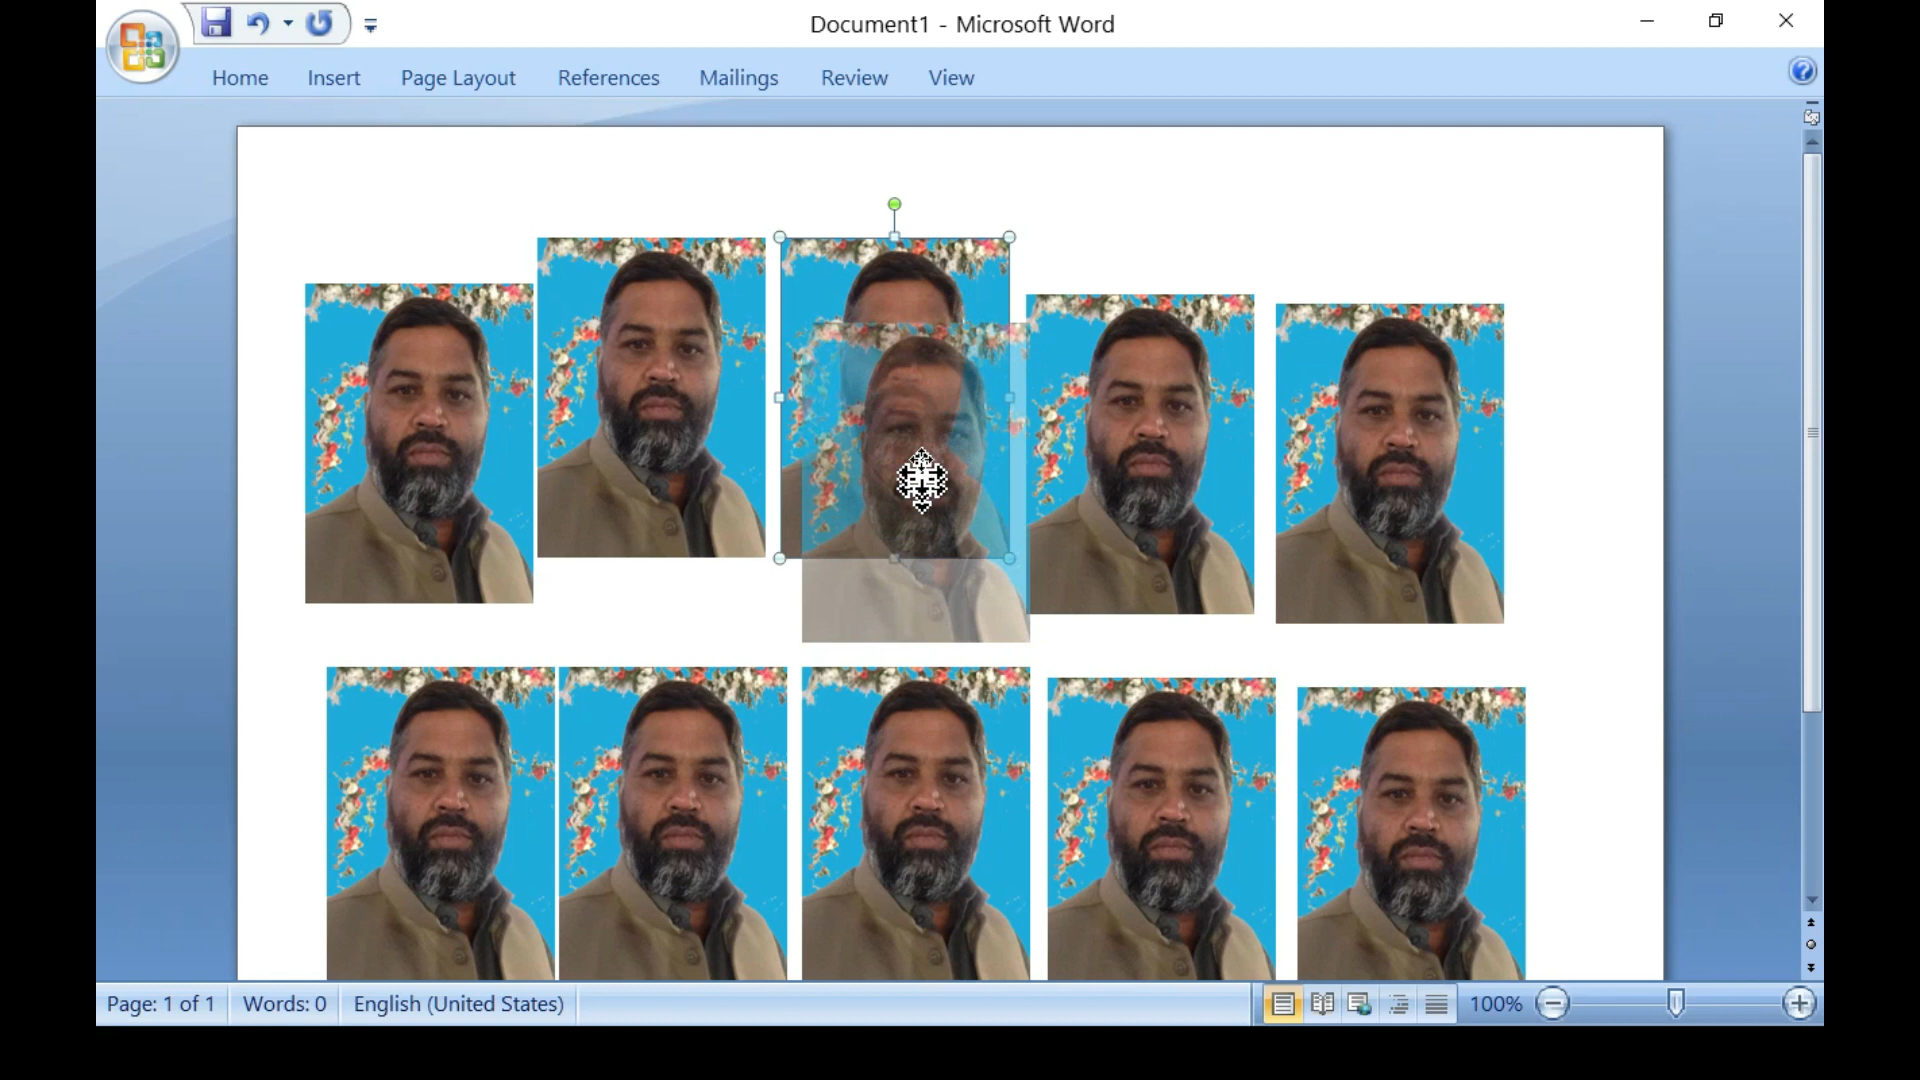 Document1 - Microsoft Word
Home Insert Page Layout References Mailings Review View
Page: 1 of 1 Words: 0 English (United States) 100%